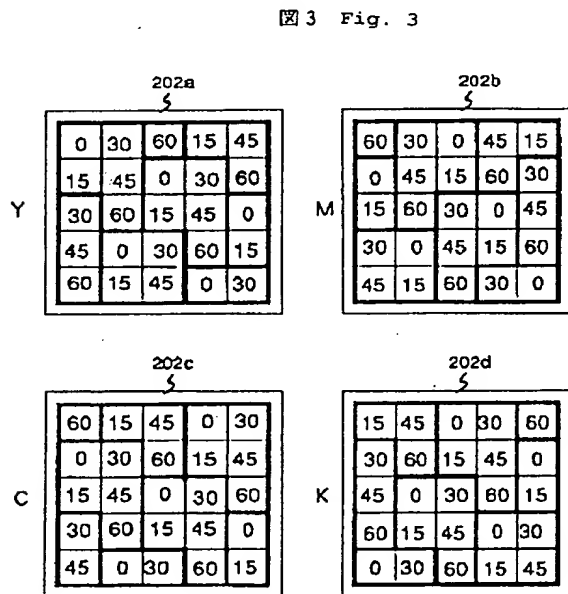 図3 Fig. 3
202a
Y
0 30 60 15 45
15 45 0 30 60
30 60 15 45 0
45 0 30 60 15
60 15 45 0 30
202b
M
60 30 0 45 15
0 45 15 60 30
15 60 30 0 45
30 0 45 15 60
45 15 60 30 0
202c
C
60 15 45 0 30
0 30 60 15 45
15 45 0 30 60
30 60 15 45 0
45 0 30 60 15
202d
K
15 45 0 30 60
30 60 15 45 0
45 0 30 60 15
60 15 45 0 30
0 30 60 15 45